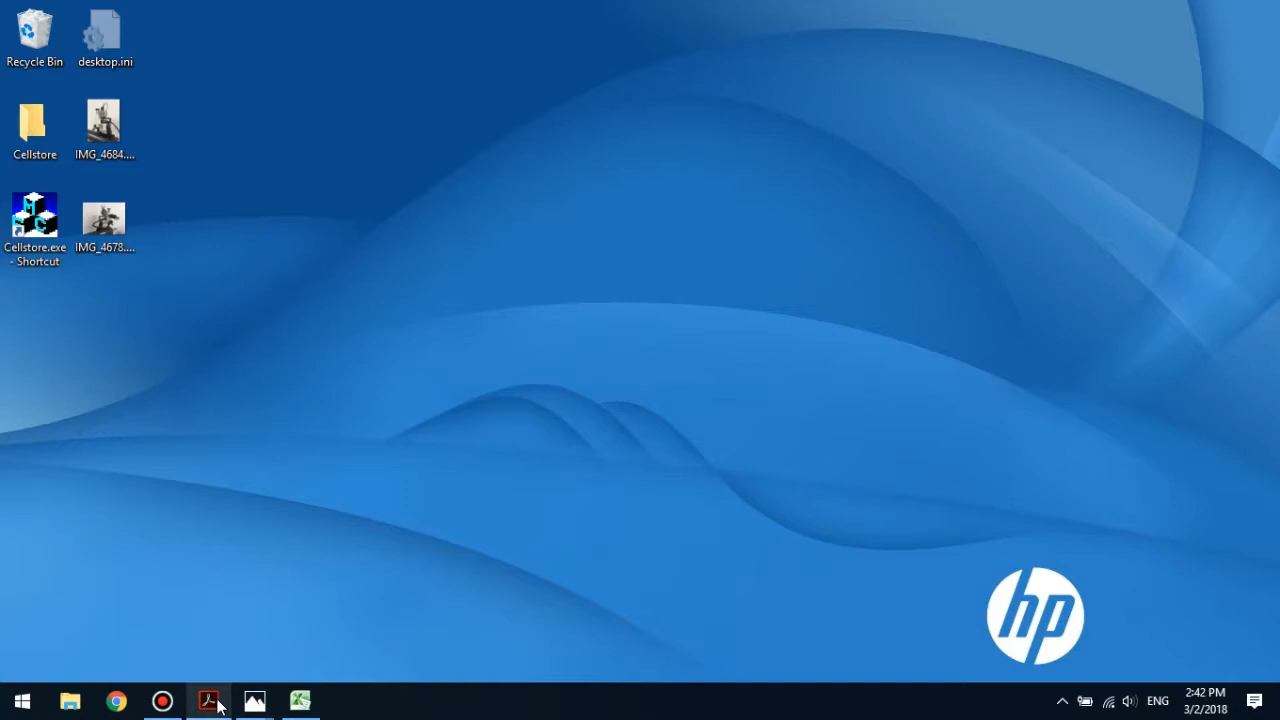 Recycle Bin
desktop.ini
Cellstore
IMG_4684....
M
F C
Cellstore.exe
- Shortcut
IMG_4678....
hp
ENG
2:42 PM
3/2/2018